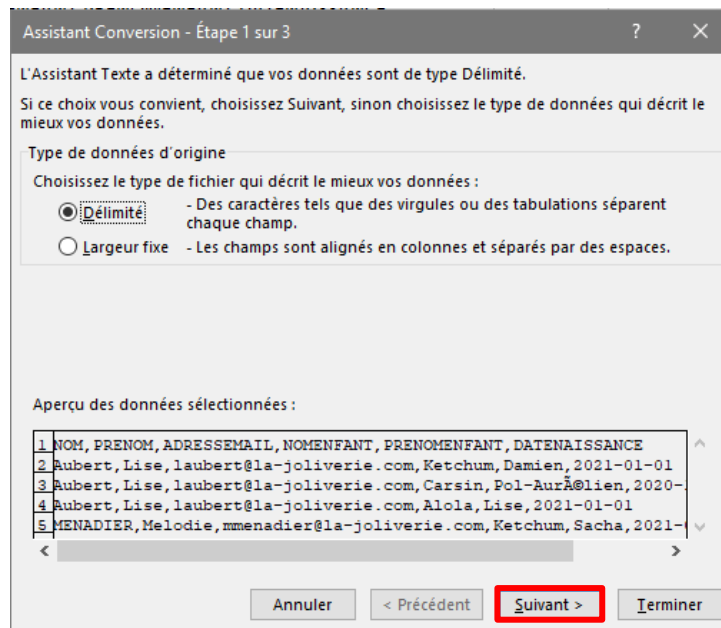 Assistant Conversion - Étape 1 sur 3 ? ×
L'Assistant Texte a déterminé que vos données sont de type Délimité.
Si ce choix vous convient, choisissez Suivant, sinon choisissez le type de données qui décrit le
mieux vos données.
Type de données d'origine
Choisissez le type de fichier qui décrit le mieux vos données :
Délimité - Des caractères tels que des virgules ou des tabulations séparent
chaque champ.
Largeur fixe - Les champs sont alignés en colonnes et séparés par des espaces.
Aperçu des données sélectionnées :
1 NOM,PRENOM,ADRESSEMAIL,NOMENFANT,PRENOMENFANT,DATENAISSANCE
2 Aubert,Lise,laubert@la-joliverie.com,Ketchum,Damien,2021-01-01
3 Aubert,Lise,laubert@la-joliverie.com,Carsin,Pol-AurÃ©lien,2020-
4 Aubert,Lise,laubert@la-joliverie.com,Alola,Lise,2021-01-01
5 MENADIER,Melodie,mmenadier@la-joliverie.com,Ketchum,Sacha,2021-
Annuler < Précédent Suivant > Terminer